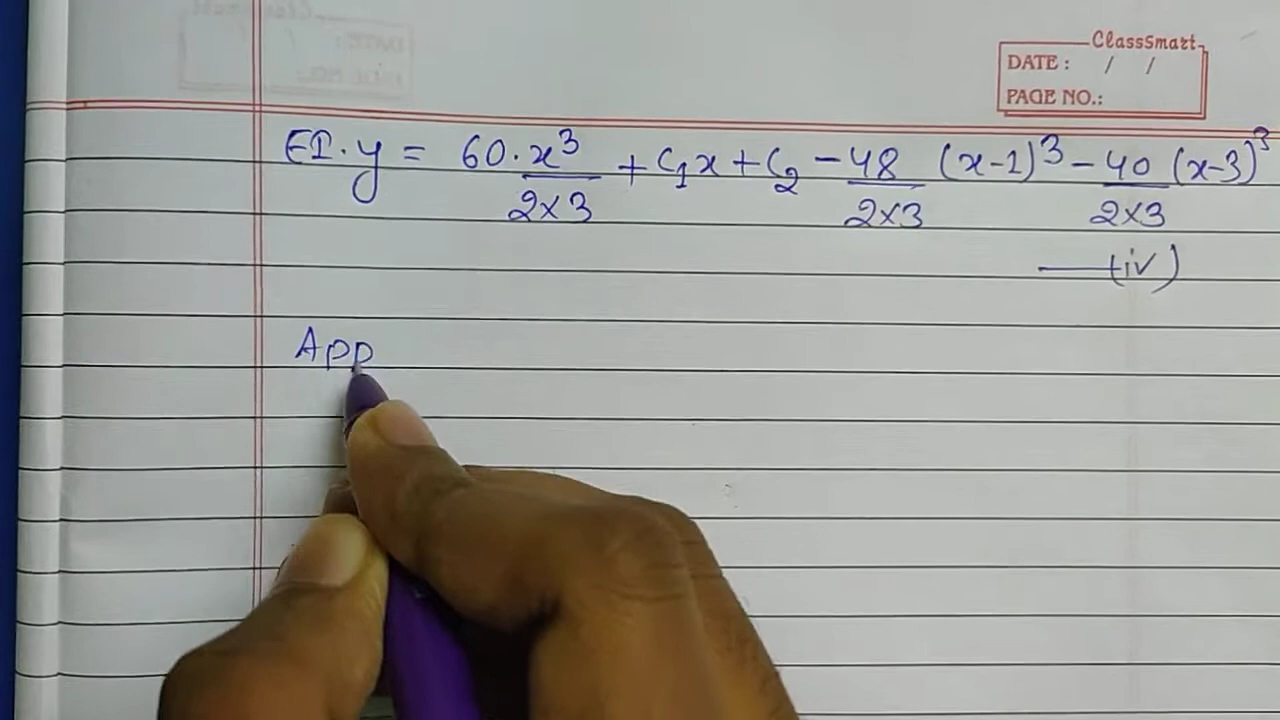 ClassSmart
DATE : / /
PAGE NO.:
EI.y = 60.x³/2×3 + C₁x + C₂ - 48/2×3 (x-1)³ - 40/2×3 (x-3)³
—(iv)
App